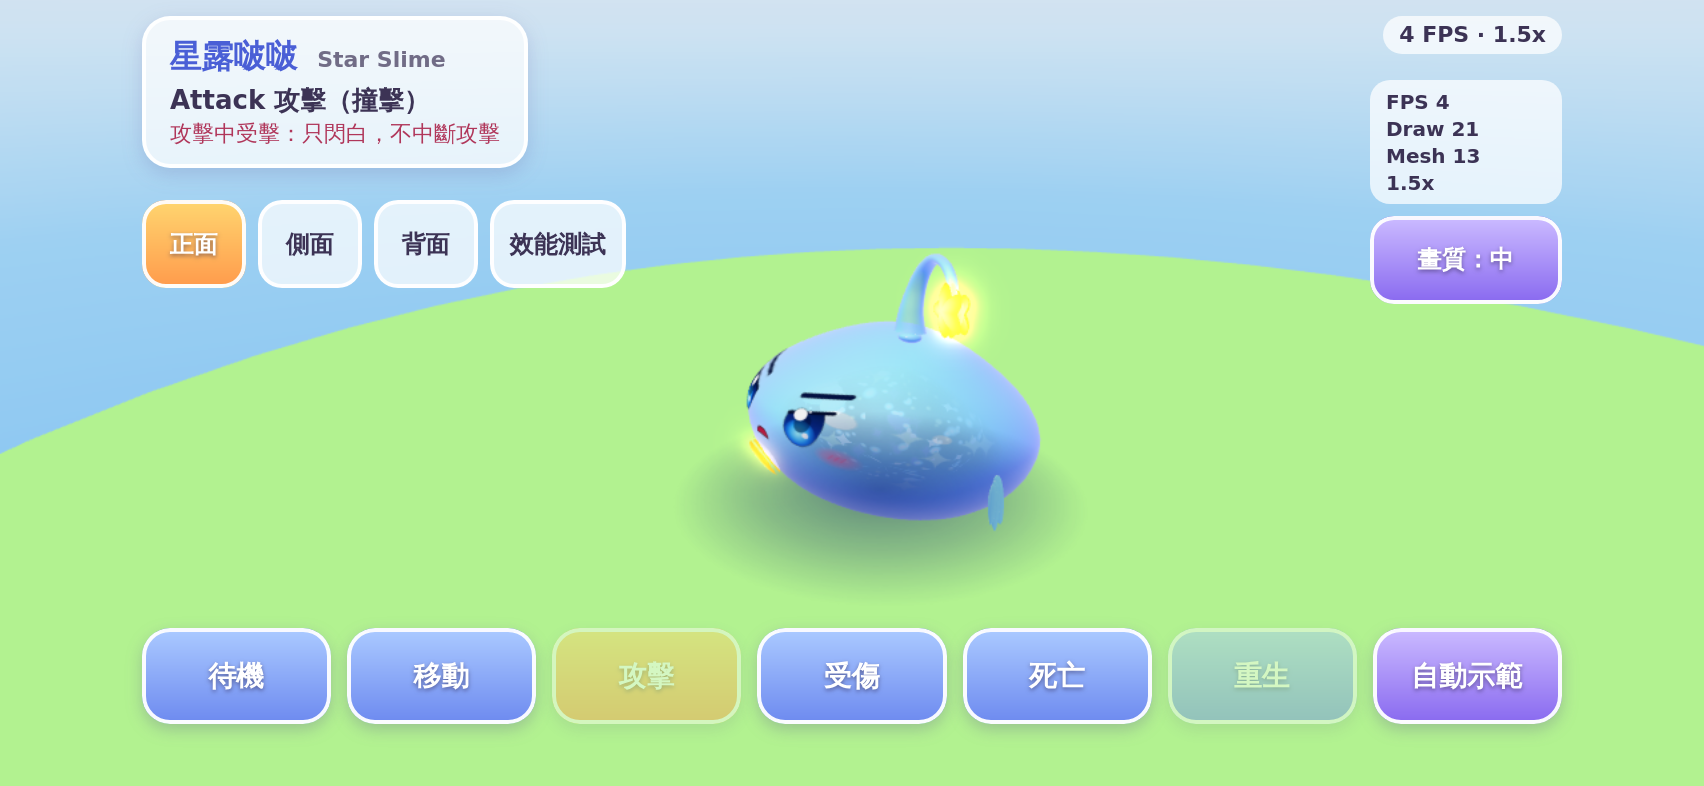 星露啵啵 Star Slime
Attack 攻擊（撞擊）
攻擊中受擊：只閃白，不中斷攻擊
4 FPS · 1.5x
FPS 4
Draw 21
Mesh 13
1.5x
正面
側面
背面
效能測試
畫質：中
待機
移動
攻擊
受傷
死亡
重生
自動示範